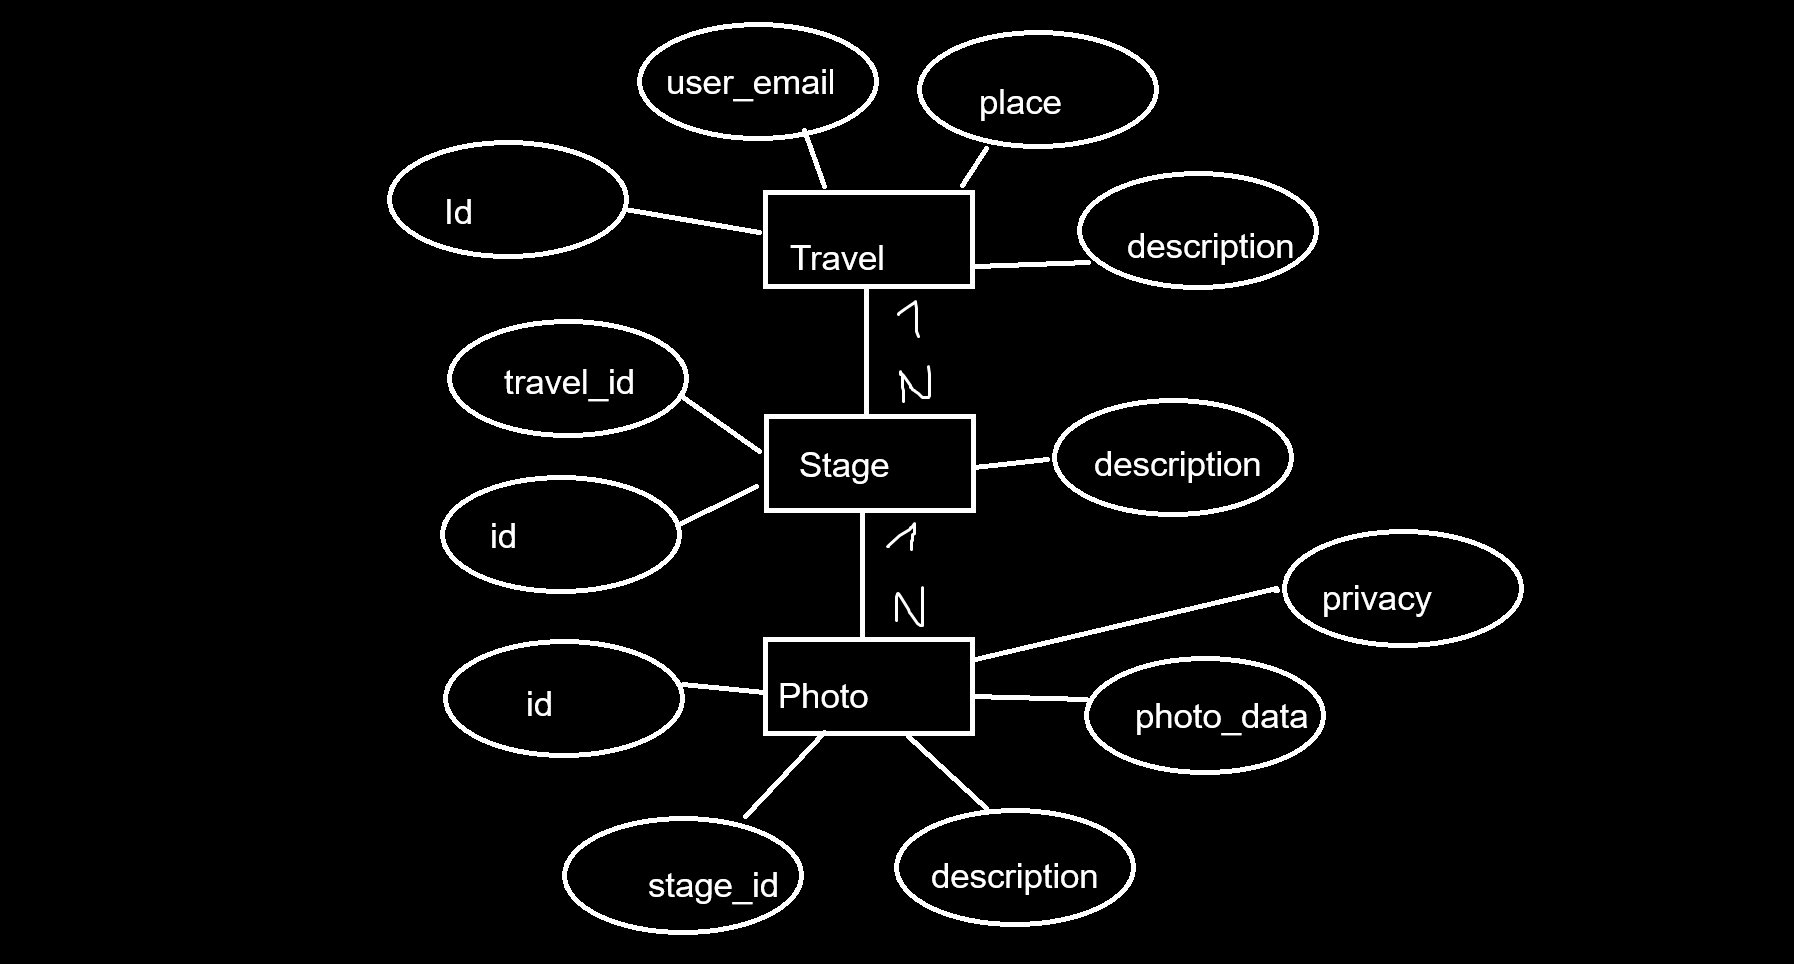 user_email
place
Id
description
Travel
1
travel_id
N
Stage
description
id
1
privacy
N
id
Photo
photo_data
stage_id
description